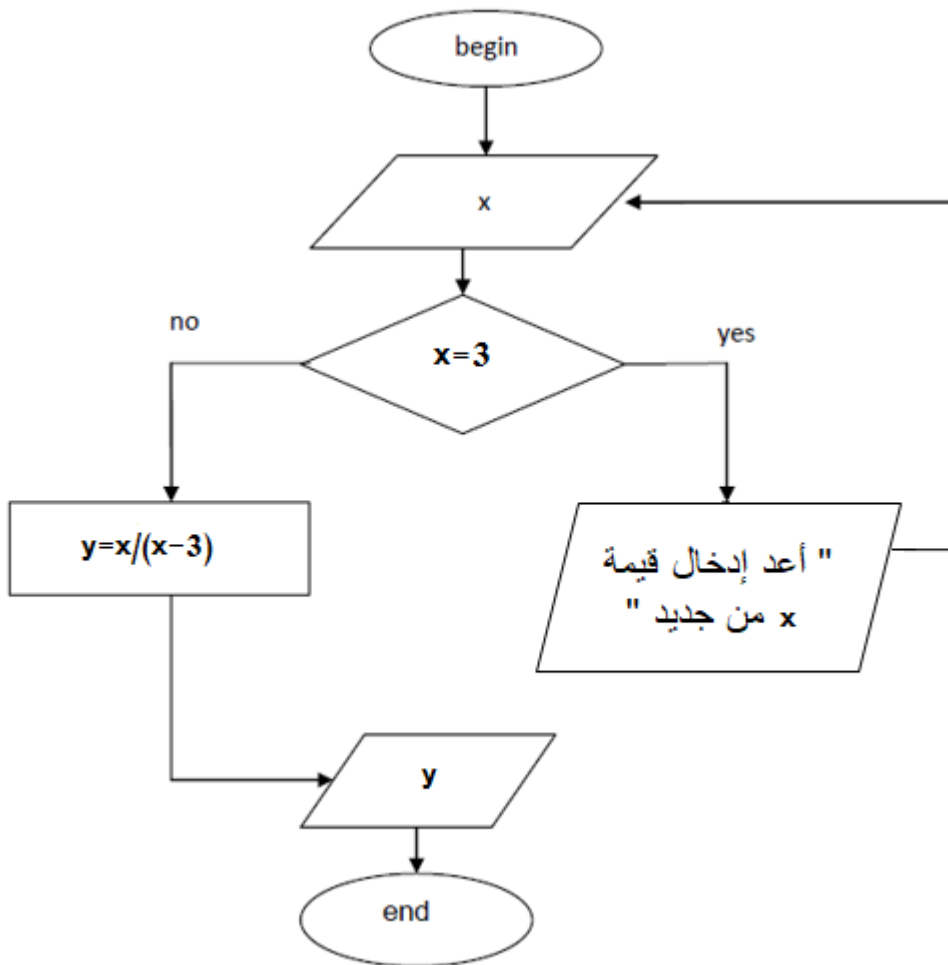 begin
x
x=3
no
yes
y=x/(x-3)
" أعد إدخال قيمة
x من جديد "
y
end